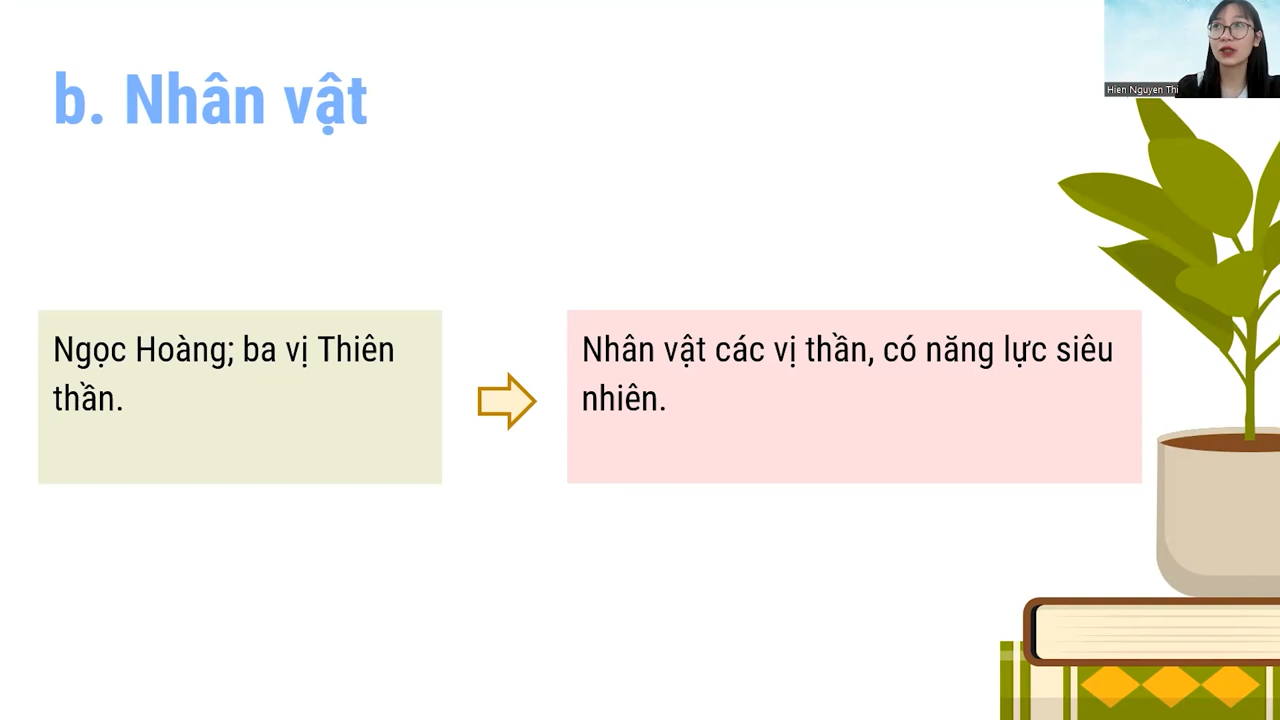 b. Nhân vật
Hien Nguyen Thi
Ngọc Hoàng; ba vị Thiên
thần.
Nhân vật các vị thần, có năng lực siêu
nhiên.